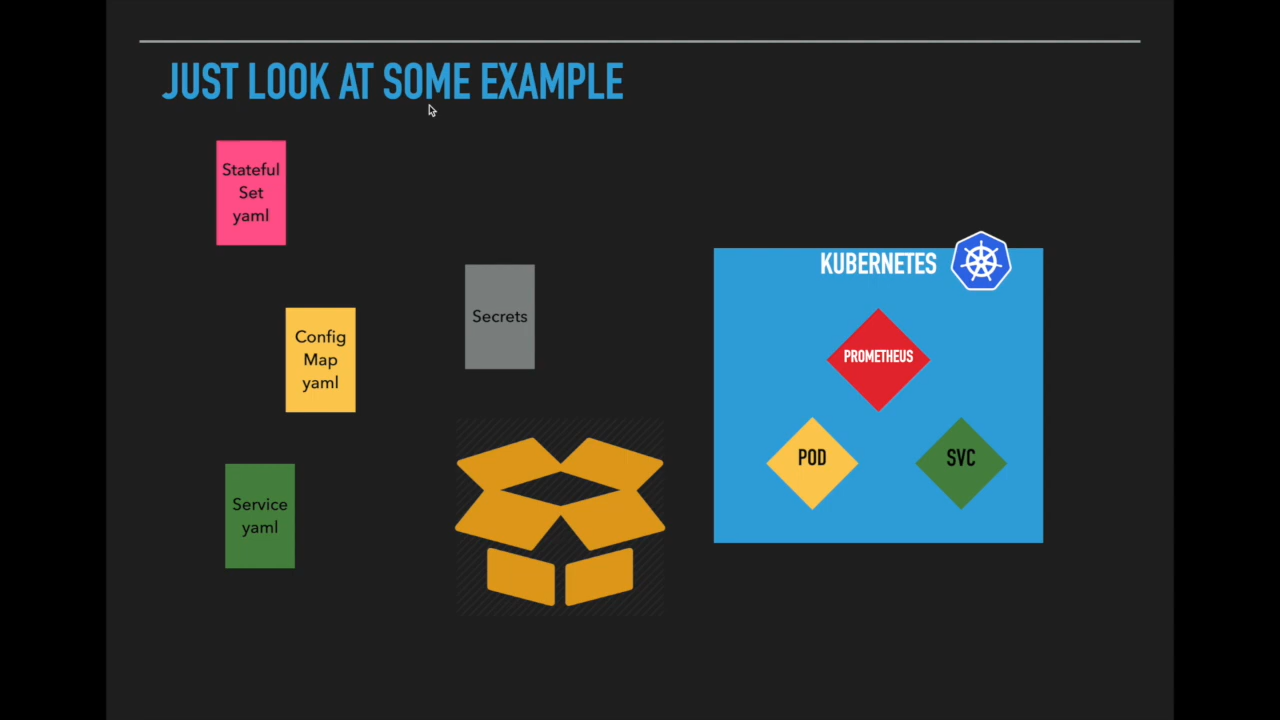 JUST LOOK AT SOME EXAMPLE
Stateful
Set
yaml
Config
Map
yaml
Service
yaml
Secrets
KUBERNETES
PROMETHEUS
POD
SVC